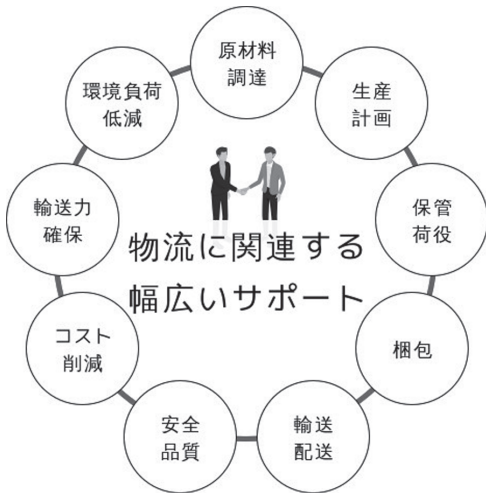 原材料
調達
生産
計画
保管
荷役
梱包
輸送
配送
安全
品質
コスト
削減
輸送力
確保
環境負荷
低減
物流に関連する
幅広いサポート